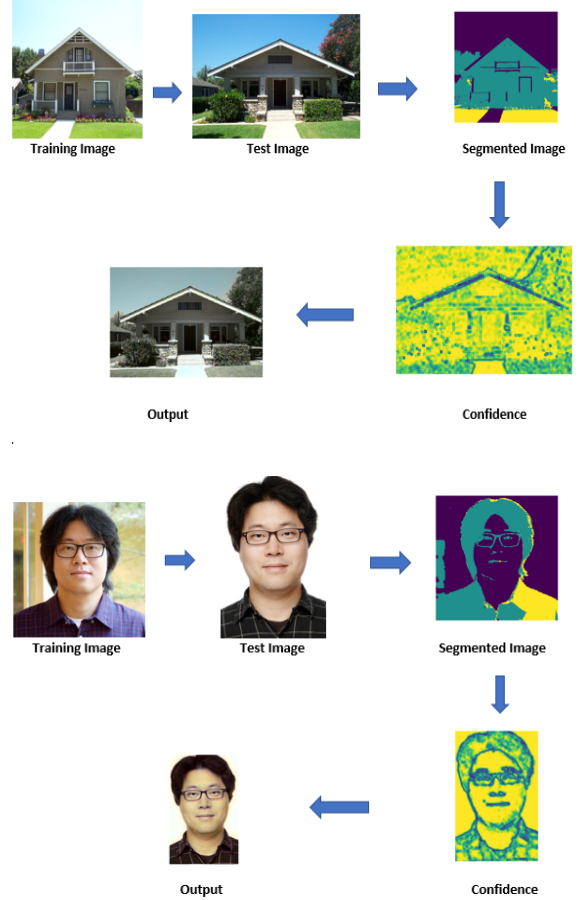 Training Image
Test Image
Segmented Image
Output
Confidence
.
Training Image
Test Image
Segmented Image
Output
Confidence